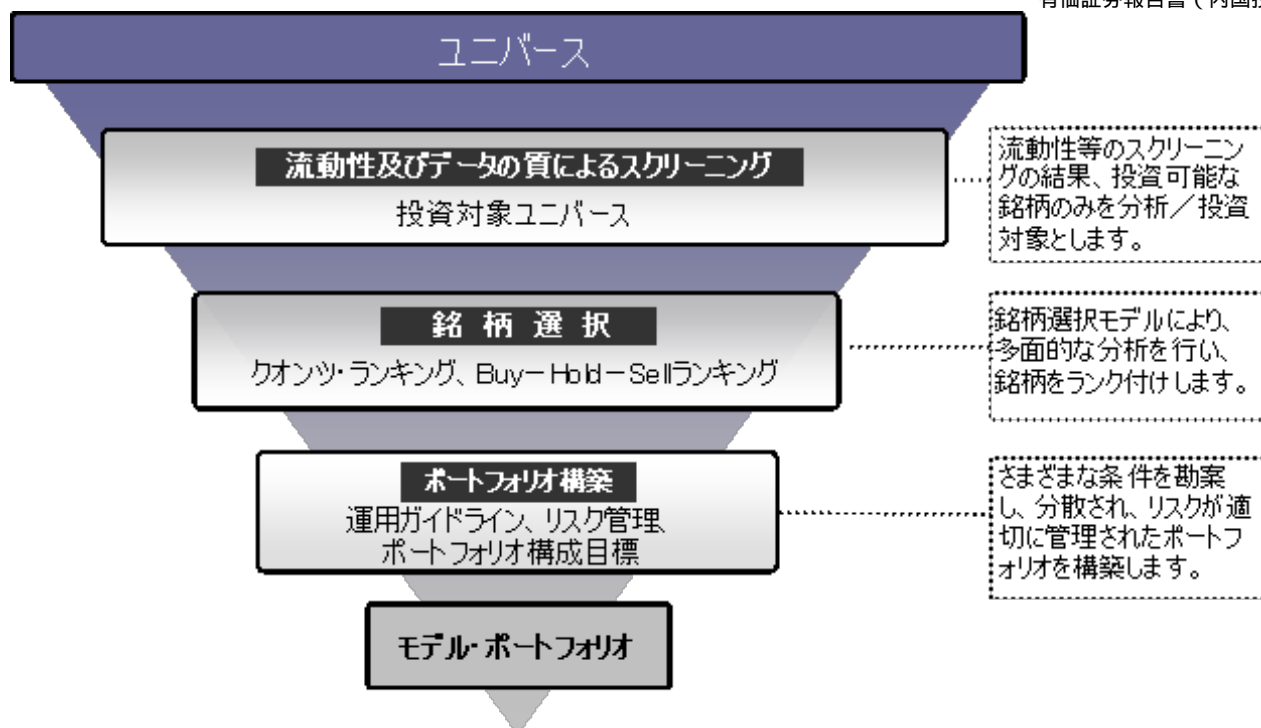 有価証券報告書（内国投
ユニバース
流動性及びデータの質によるスクリーニング
投資対象ユニバース
流動性等のスクリーニン
グの結果、投資可能な
銘柄のみを分析／投資
対象とします。
銘柄選択
クオンツ・ランキング、Buy－Hold－Sellランキング
銘柄選択モデルにより、
多面的な分析を行い、
銘柄をランク付けします。
ポートフォリオ構築
運用ガイドライン、リスク管理、
ポートフォリオ構成目標
さまざまな条件を勘案
し、分散され、リスクが適
切に管理されたポートフ
ォリオを構築します。
モデル・ポートフォリオ